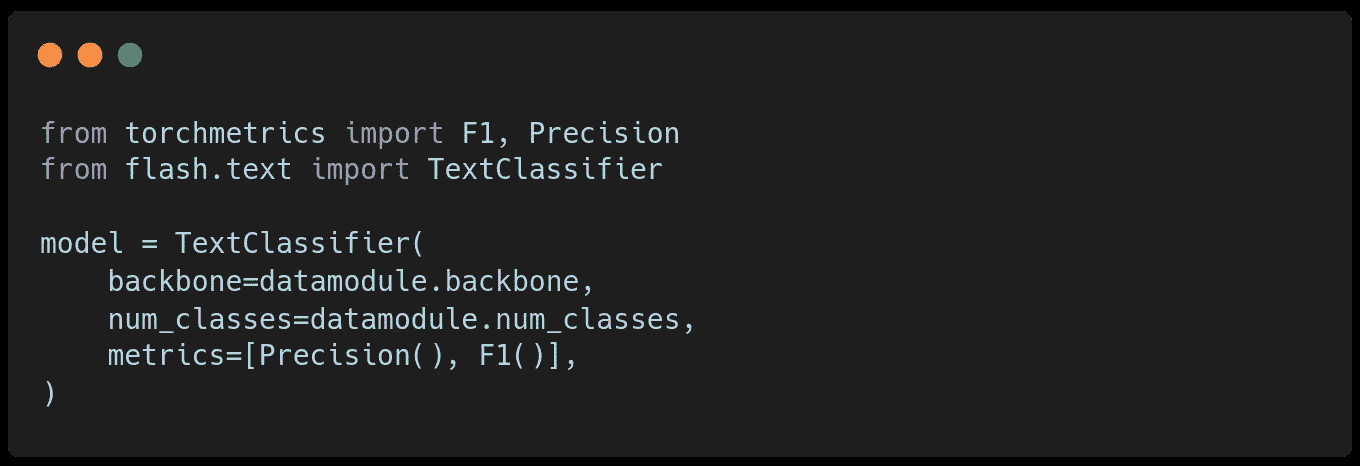 from torchmetrics import F1, Precision
from flash.text import TextClassifier

model = TextClassifier(
    backbone=datamodule.backbone,
    num_classes=datamodule.num_classes,
    metrics=[Precision(), F1()],
)